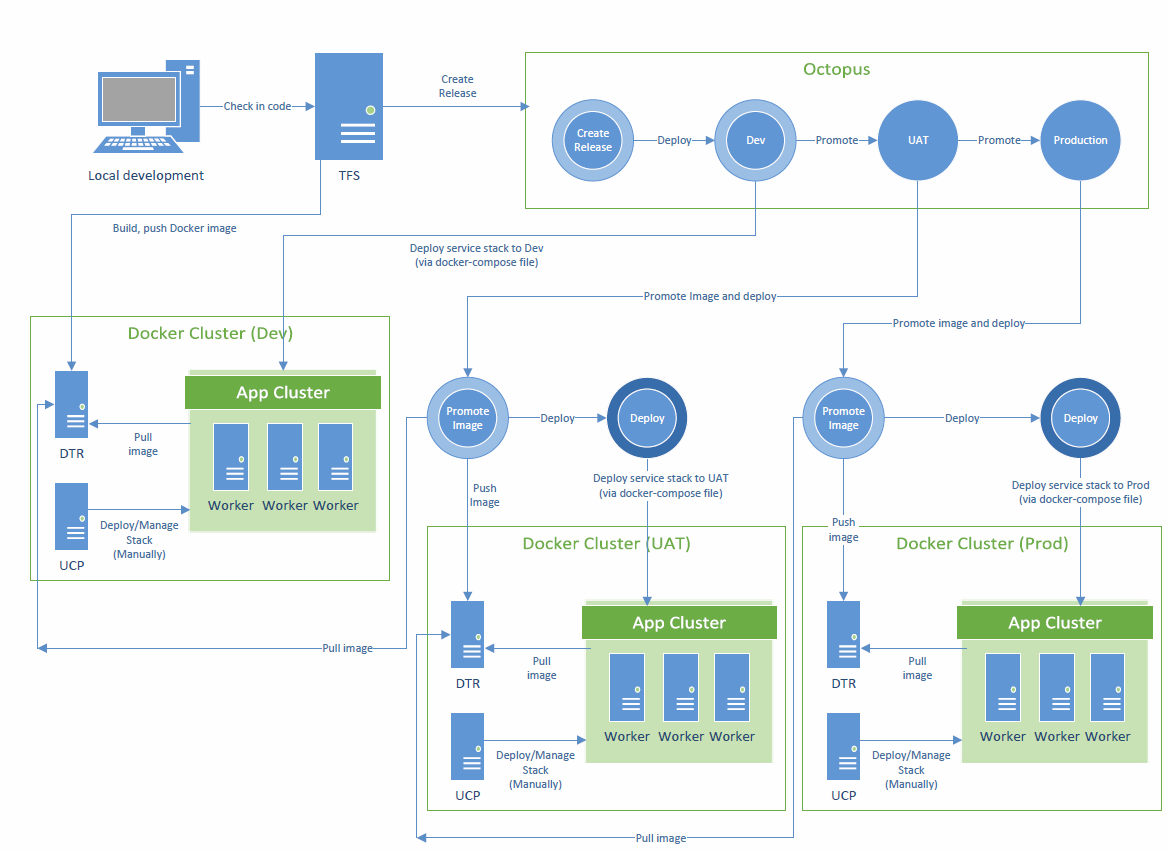 Octopus
Check in code
Create
Release
Create
Release
Deploy
Dev
Promote
UAT
Promote
Production
Local development
TFS
Build, push Docker image
Deploy service stack to Dev
(via docker-compose file)
Promote Image and deploy
Promote image and deploy
Docker Cluster (Dev)
App Cluster
Pull
image
DTR
Worker
Worker
Worker
Deploy/Manage
Stack
(Manually)
UCP
Promote
Image
Deploy
Deploy
Promote
Image
Deploy
Deploy
Push
Image
Deploy service stack to UAT
(via docker-compose file)
Push
image
Deploy service stack to Prod
(via docker-compose file)
Docker Cluster (UAT)
App Cluster
Pull image
Pull
image
DTR
Worker
Worker
Worker
Deploy/Manage
Stack
(Manually)
UCP
Docker Cluster (Prod)
App Cluster
Pull
image
DTR
Worker
Worker
Worker
Deploy/Manage
Stack
(Manually)
UCP
Pull image